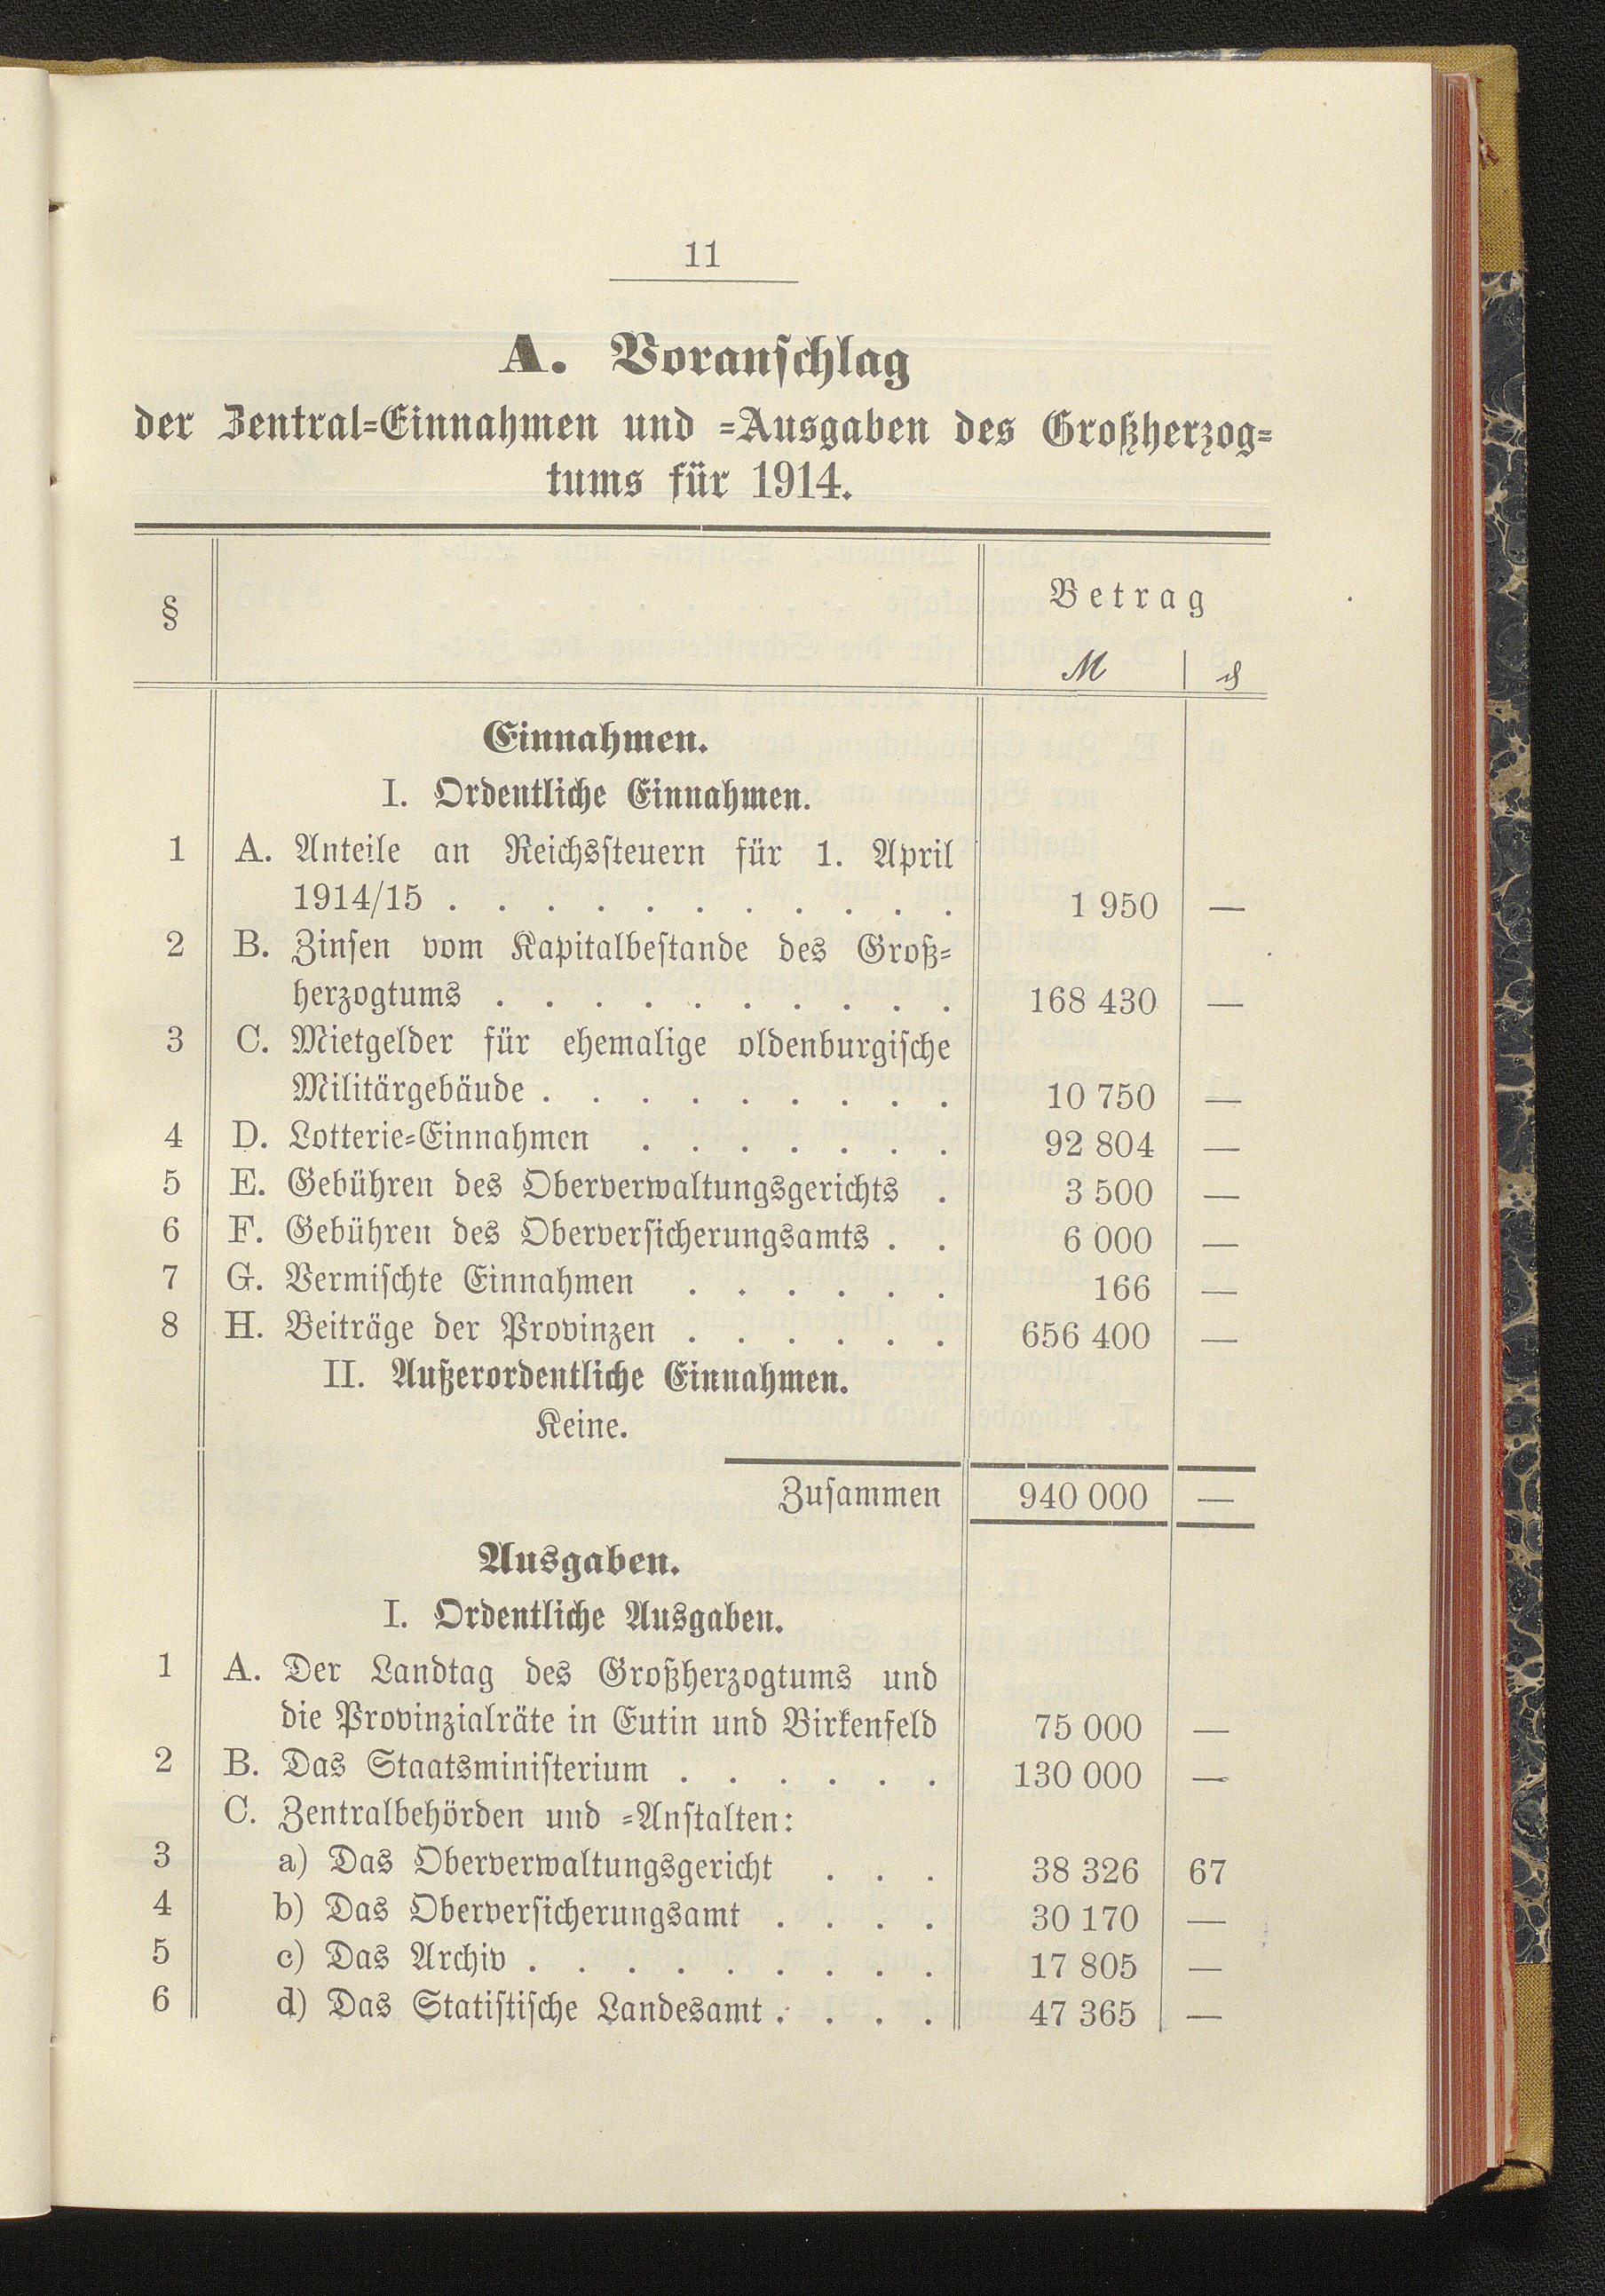 11
A. Voranschlag
der Zentral=Einnahmen und =Ausgaben des Großherzog=
tums für 1914.
§ Betrag
ℳ ₰
Einnahmen.
I. Ordentliche Einnahmen.
1 A. Anteile an Reichssteuern für 1. April
1914/15 . . . . . . . . . . . 1 950 —
2 B. Zinsen vom Kapitalbestande des Groß=
herzogtums . . . . . . . . . . 168 430 —
3 C. Mietgelder für ehemalige oldenburgische
Militärgebäude . . . . . . . . . 10 750 —
4 D. Lotterie=Einnahmen . . . . . . . 92 804 —
5 E. Gebühren des Oberverwaltungsgerichts . 3 500 —
6 F. Gebühren des Oberversicherungsamts . . 6 000 —
7 G. Vermischte Einnahmen . . . . . . 166 —
8 H. Beiträge der Provinzen . . . . . . 656 400 —
II. Außerordentliche Einnahmen.
Keine.
Zusammen 940 000 —
Ausgaben.
I. Ordentliche Ausgaben.
1 A. Der Landtag des Großherzogtums und
die Provinzialräte in Eutin und Birkenfeld 75 000 —
2 B. Das Staatsministerium . . . . . . 130 000 —
C. Zentralbehörden und =Anstalten:
3 a) Das Oberverwaltungsgericht . . . 38 326 67
4 b) Das Oberversicherungsamt . . . . 30 170 —
5 c) Das Archiv . . . . . . . . . 17 805 —
6 d) Das Statistische Landesamt . . . . 47 365 —